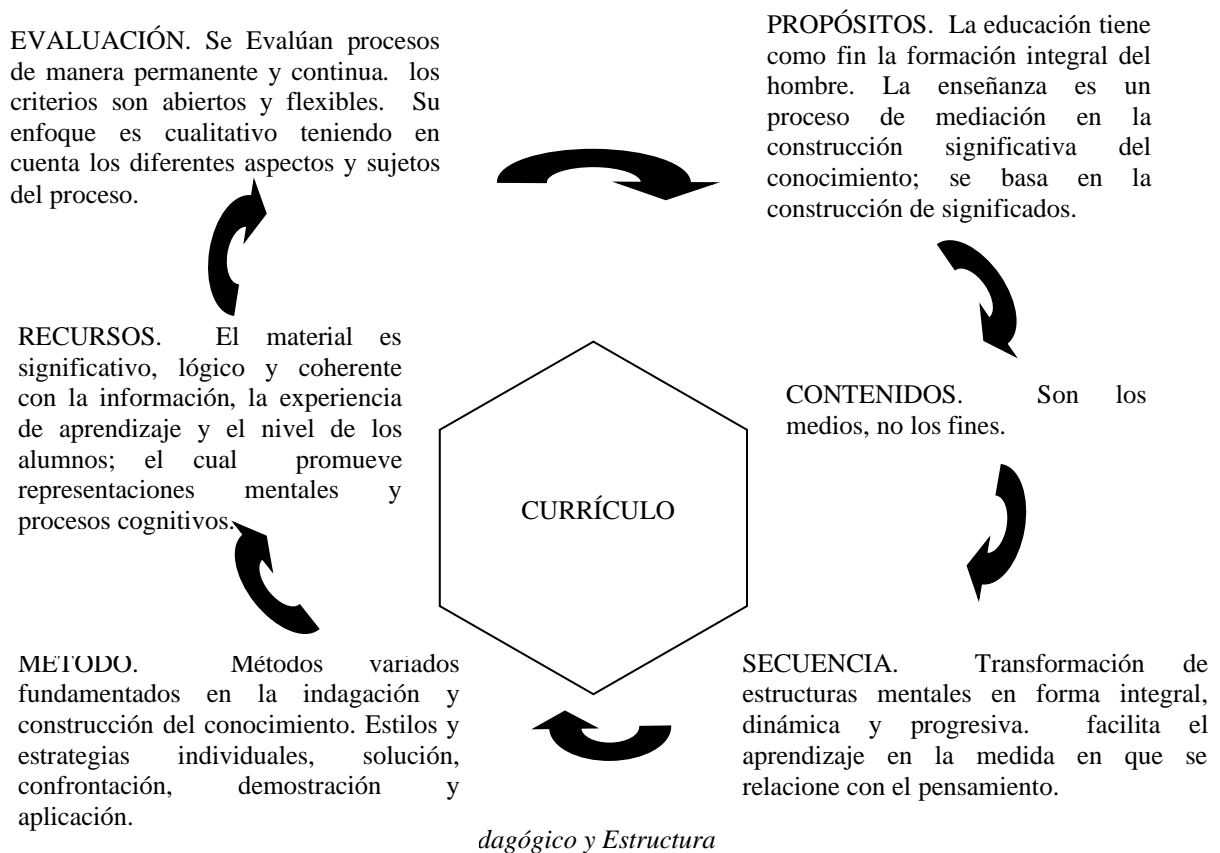 EVALUACIÓN. Se Evalúan procesos
de manera permanente y continua. los
criterios son abiertos y flexibles. Su
enfoque es cualitativo teniendo en
cuenta los diferentes aspectos y sujetos
del proceso.
PROPÓSITOS. La educación tiene
como fin la formación integral del
hombre. La enseñanza es un
proceso de mediación en la
construcción significativa del
conocimiento; se basa en la
construcción de significados.
RECURSOS. El material es
significativo, lógico y coherente
con la información, la experiencia
de aprendizaje y el nivel de los
alumnos; el cual promueve
representaciones mentales y
procesos cognitivos.
CONTENIDOS. Son los
medios, no los fines.
CURRÍCULO
MÉTODO. Métodos variados
fundamentados en la indagación y
construcción del conocimiento. Estilos y
estrategias individuales, solución,
confrontación, demostración y
aplicación.
SECUENCIA. Transformación de
estructuras mentales en forma integral,
dinámica y progresiva. facilita el
aprendizaje en la medida en que se
relacione con el pensamiento.
dagógico y Estructura